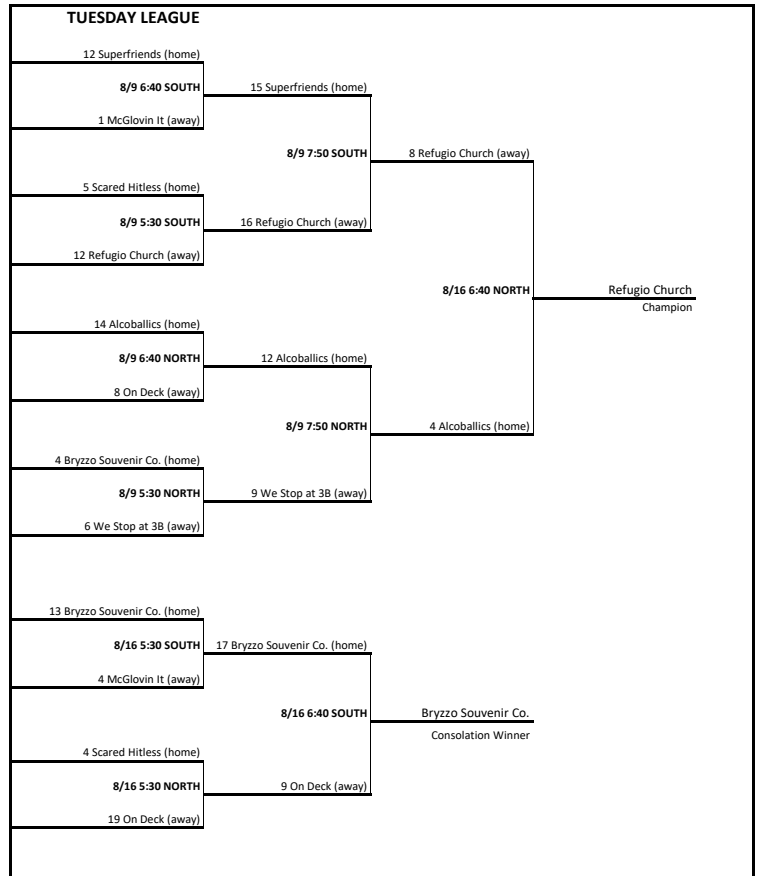 TUESDAY LEAGUE
12 Superfriends (home)
8/9 6:40 SOUTH
15 Superfriends (home)
1 McGlovin It (away)
8/9 7:50 SOUTH
8 Refugio Church (away)
5 Scared Hitless (home)
8/9 5:30 SOUTH
16 Refugio Church (away)
12 Refugio Church (away)
8/16 6:40 NORTH
Refugio Church
Champion
14 Alcoballics (home)
8/9 6:40 NORTH
12 Alcoballics (home)
8 On Deck (away)
8/9 7:50 NORTH
4 Alcoballics (home)
4 Bryzzo Souvenir Co. (home)
8/9 5:30 NORTH
9 We Stop at 3B (away)
6 We Stop at 3B (away)
13 Bryzzo Souvenir Co. (home)
8/16 5:30 SOUTH
17 Bryzzo Souvenir Co. (home)
4 McGlovin It (away)
8/16 6:40 SOUTH
Bryzzo Souvenir Co.
Consolation Winner
4 Scared Hitless (home)
8/16 5:30 NORTH
9 On Deck (away)
19 On Deck (away)